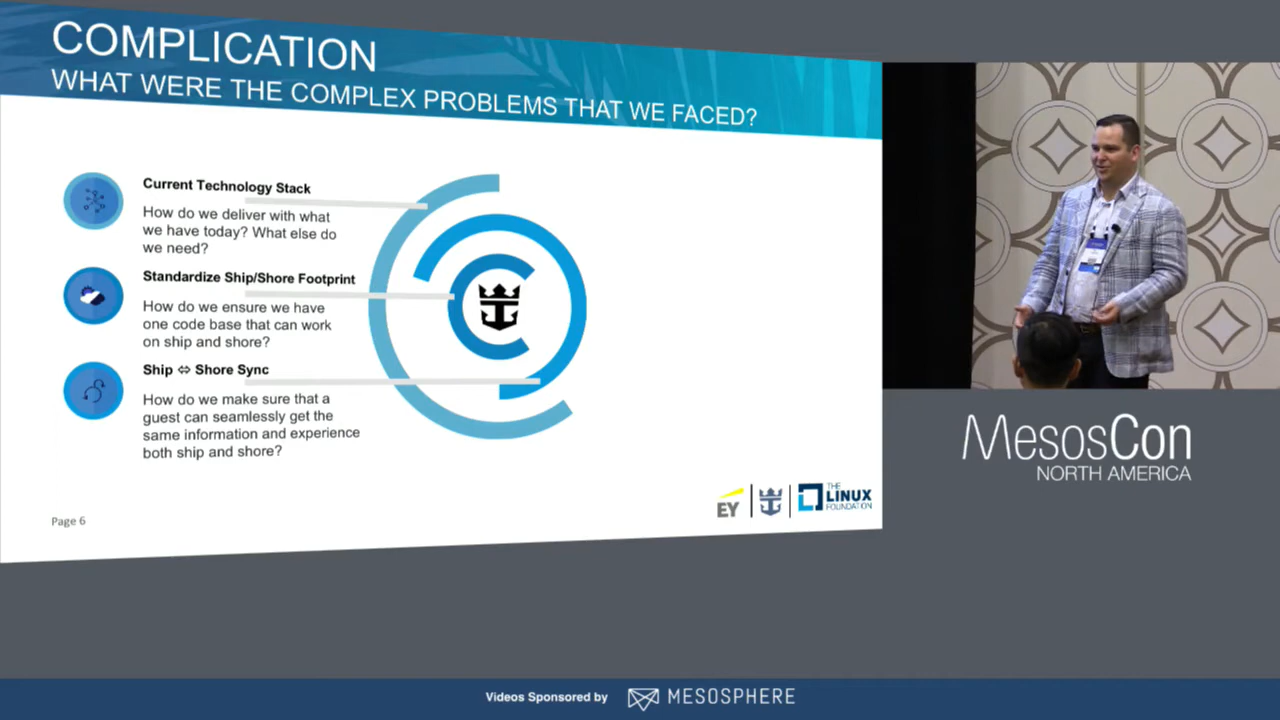 COMPLICATION
WHAT WERE THE COMPLEX PROBLEMS THAT WE FACED?
Current Technology Stack
How do we deliver with what
we have today? What else do
we need?
Standardize Ship/Shore Footprint
How do we ensure we have
one code base that can work
on ship and shore?
Ship ⇔ Shore Sync
How do we make sure that a
guest can seamlessly get the
same information and experience
both ship and shore?
Page 6
EY
THE
LINUX
FOUNDATION
MesosCon
NORTH AMERICA
Videos Sponsored by
MESOSPHERE